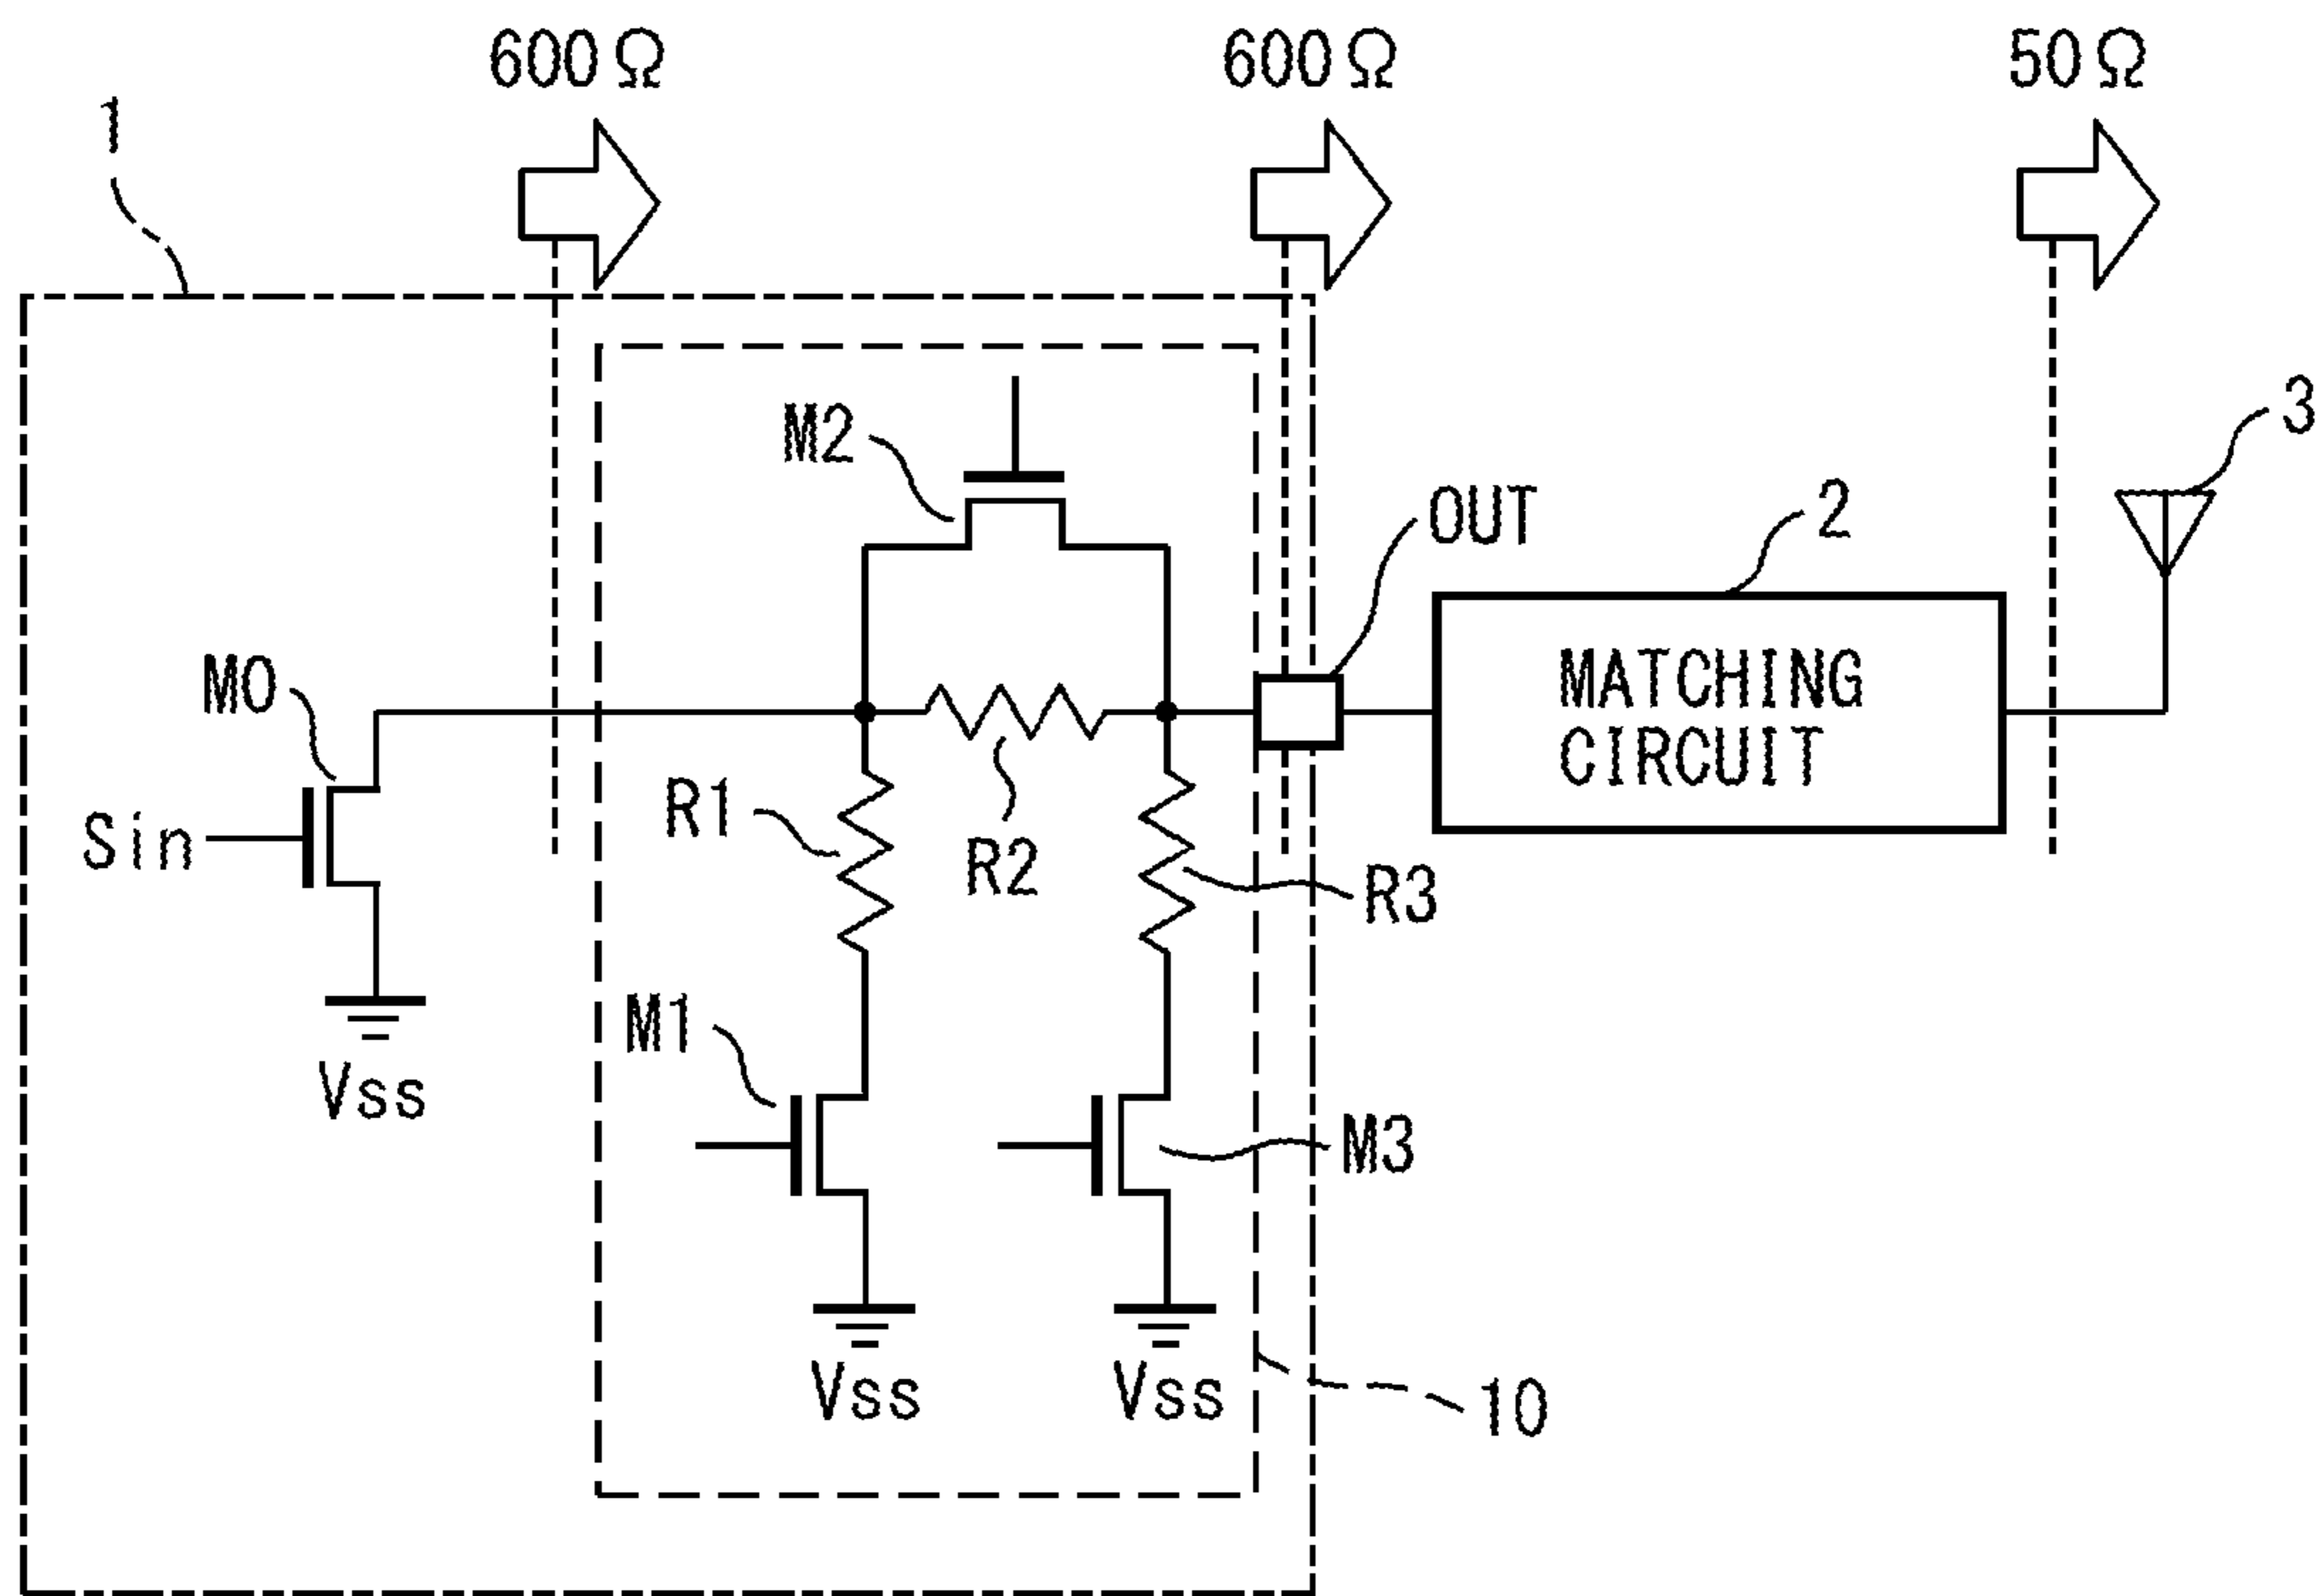 600Ω
600Ω
50Ω
1
M2
3
OUT
2
M0
MATCHING
CIRCUIT
R1
Sin
R2
R3
M1
Vss
M3
Vss
Vss
10